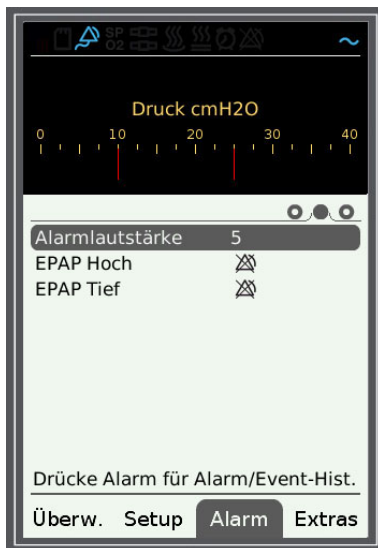 SP
O2
Druck cmH2O
0 10 20 30 40
Alarmlautstärke 5
EPAP Hoch
EPAP Tief
Drücke Alarm für Alarm/Event-Hist.
Überw. Setup Alarm Extras